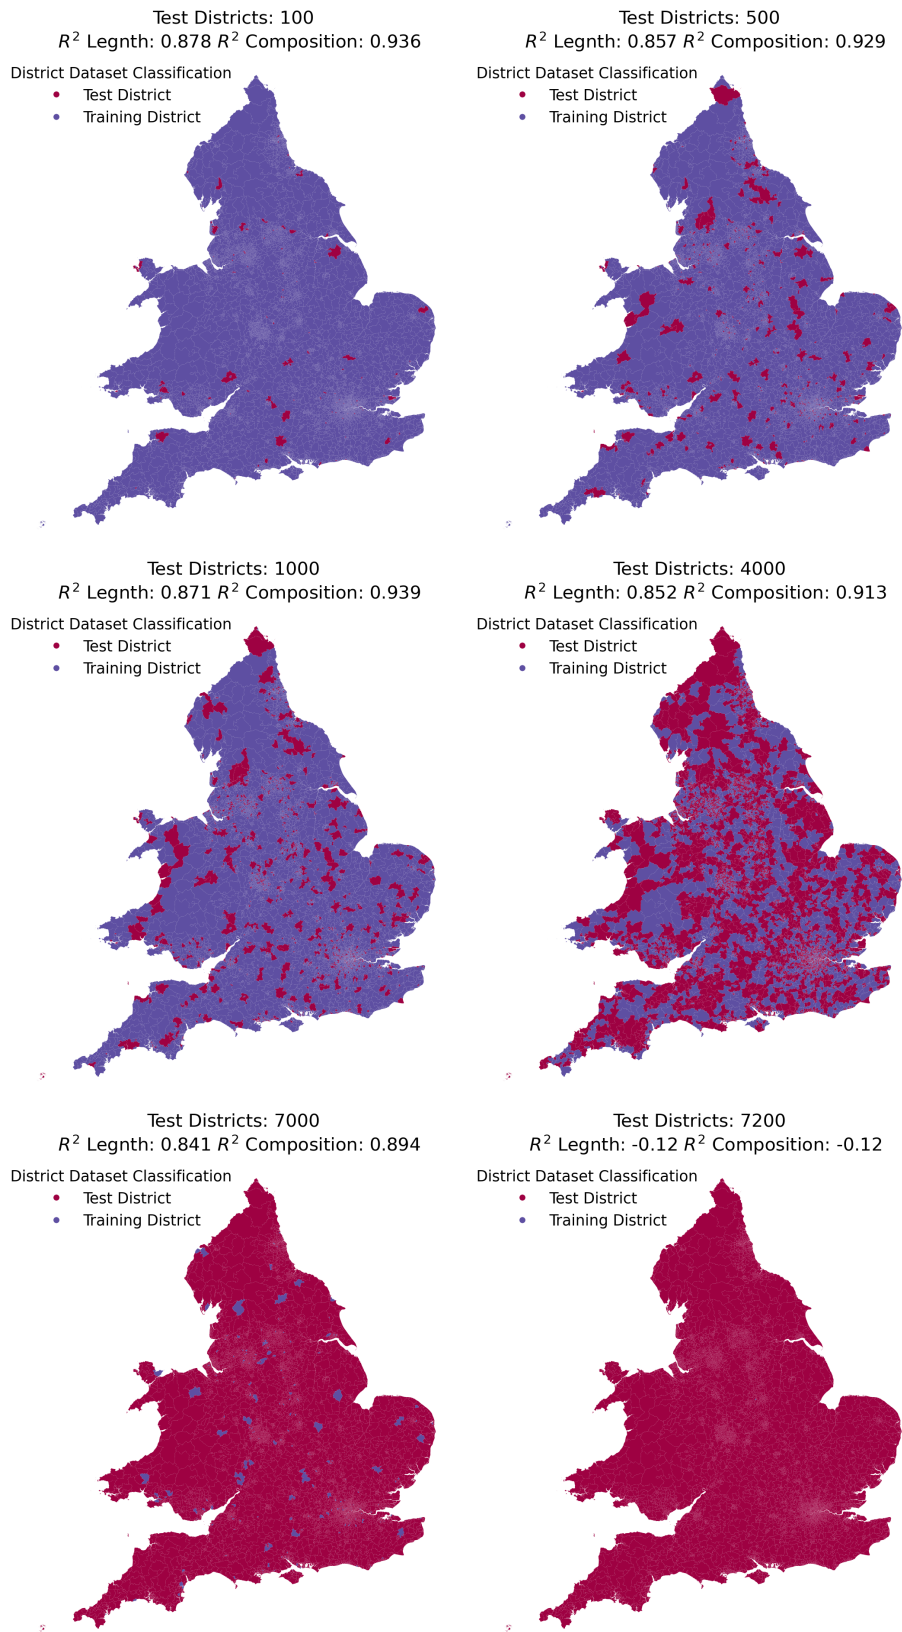 Test Districts: 100
R² Legnth: 0.878 R² Composition: 0.936
District Dataset Classification
Test District
Training District
Test Districts: 500
R² Legnth: 0.857 R² Composition: 0.929
District Dataset Classification
Test District
Training District
Test Districts: 1000
R² Legnth: 0.871 R² Composition: 0.939
District Dataset Classification
Test District
Training District
Test Districts: 4000
R² Legnth: 0.852 R² Composition: 0.913
District Dataset Classification
Test District
Training District
Test Districts: 7000
R² Legnth: 0.841 R² Composition: 0.894
District Dataset Classification
Test District
Training District
Test Districts: 7200
R² Legnth: -0.12 R² Composition: -0.12
District Dataset Classification
Test District
Training District